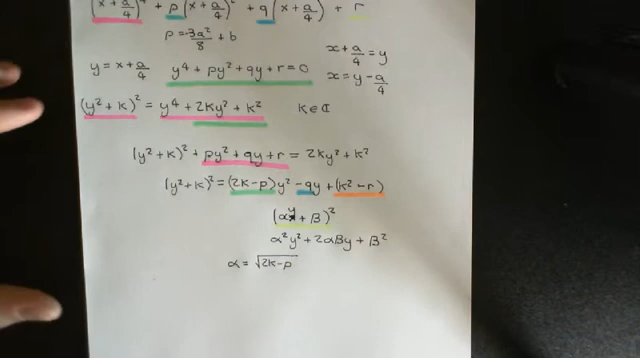 (x+a/4)⁴ + p(x+a/4)² + q(x+a/4) + r
p = -3a²/8 + b
x + a/4 = y
y = x + a/4  y⁴ + py² + qy + r = 0  x = y - a/4
(y² + k)² = y⁴ + 2ky² + k²  k ∈ ℂ
(y² + k)² + py² + qy + r = 2ky² + k²
(y² + k)² = (2k-p)y² - qy + (k² - r)
(αy + β)²
α²y² + 2αβy + β²
α = √2k-p